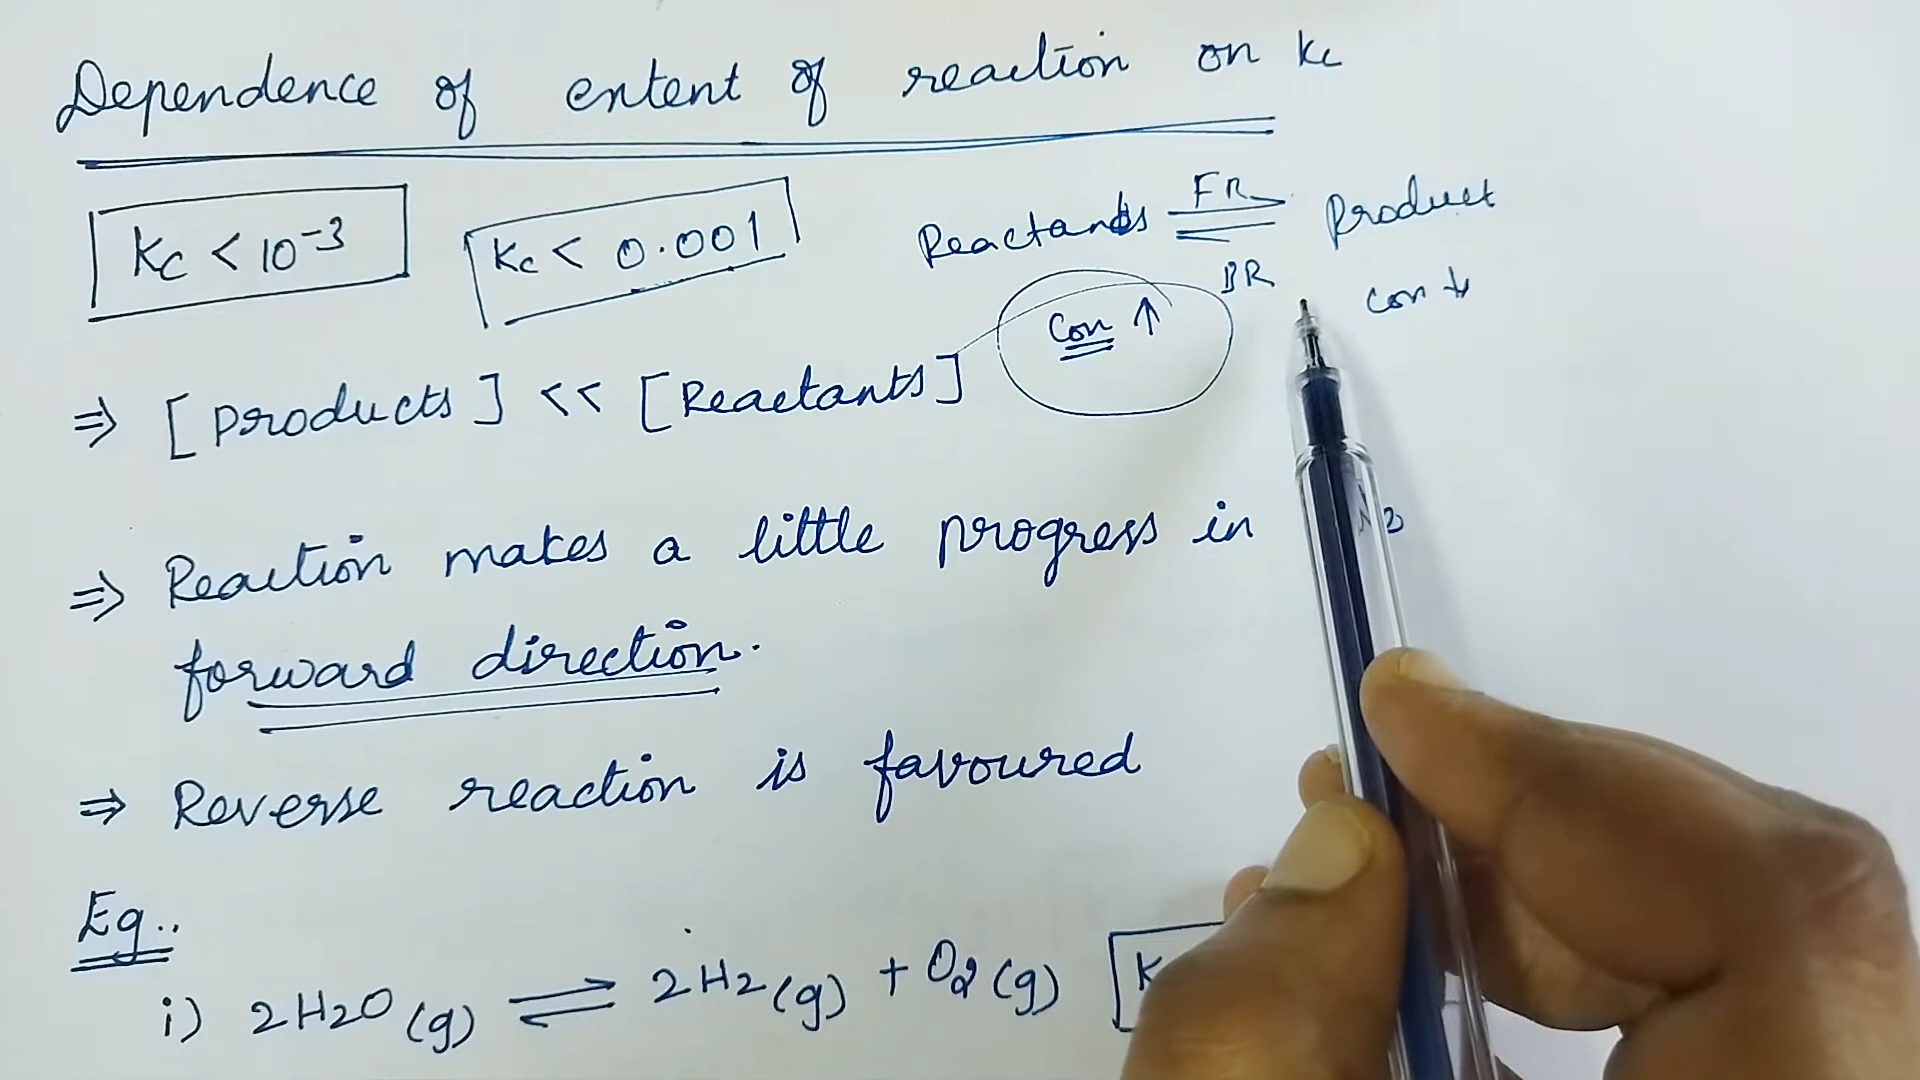 Dependence of extent of reaction on Kc
Kc < 10⁻³
Kc < 0.001
Reactants ⇌ Product
FR
BR
Con ↑
Con ↓
⇒ [Products] << [Reactants]
⇒ Reaction makes a little progress in
forward direction.
⇒ Reverse reaction is favoured
Eg..
i) 2H2O (g) ⇌ 2H2 (g) + O2 (g) K